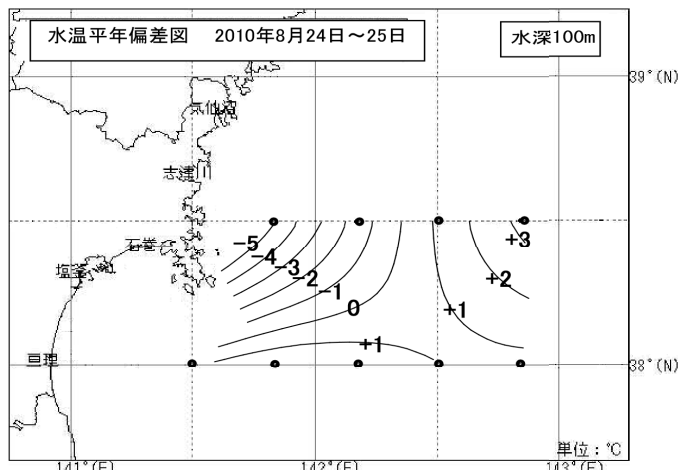 水温平年偏差図 2010年8月24日~25日
水深100m
39°(N)
気仙沼
志津川
石巻
塩釜
-5
-4
-3
-2
-1
0
+1
+3
+2
+1
亘理
38°(N)
単位:℃
141°(E)
142°(E)
143°(E)